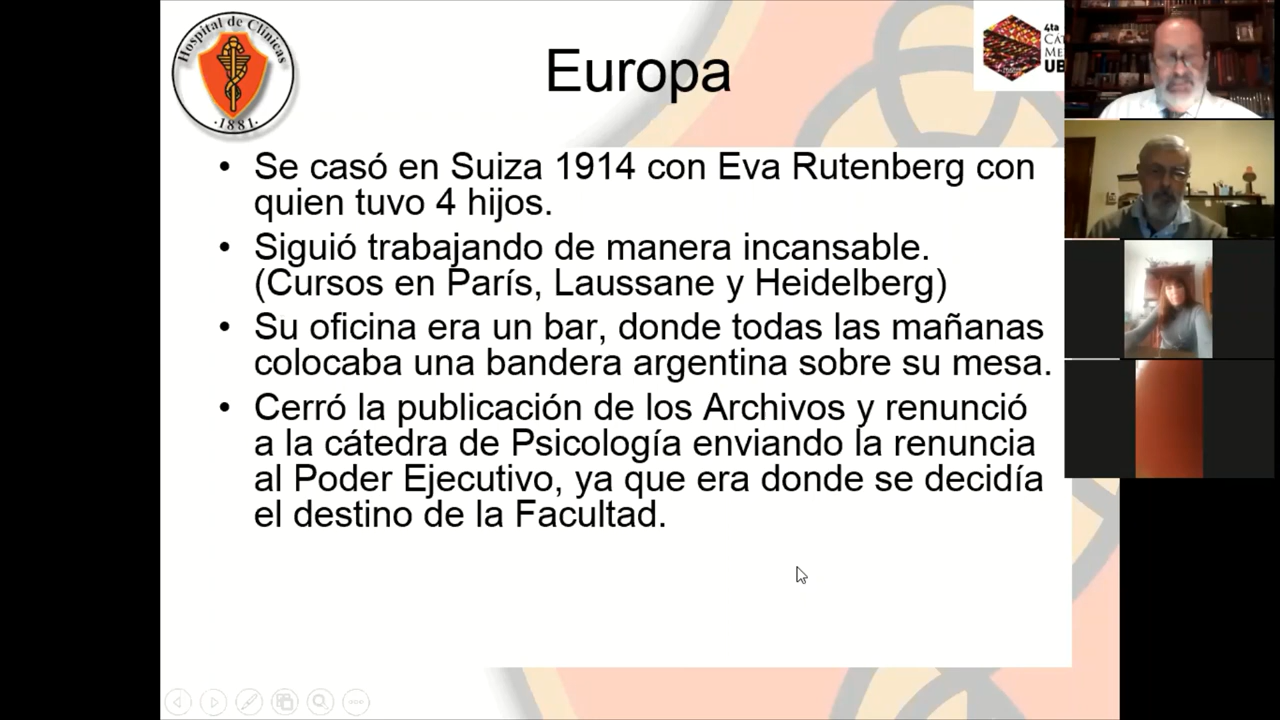 Hospital de Clínicas
·1881·
Europa
4ta
UB
• Se casó en Suiza 1914 con Eva Rutenberg con
quien tuvo 4 hijos.
• Siguió trabajando de manera incansable.
(Cursos en París, Laussane y Heidelberg)
• Su oficina era un bar, donde todas las mañanas
colocaba una bandera argentina sobre su mesa.
• Cerró la publicación de los Archivos y renunció
a la cátedra de Psicología enviando la renuncia
al Poder Ejecutivo, ya que era donde se decidía
el destino de la Facultad.